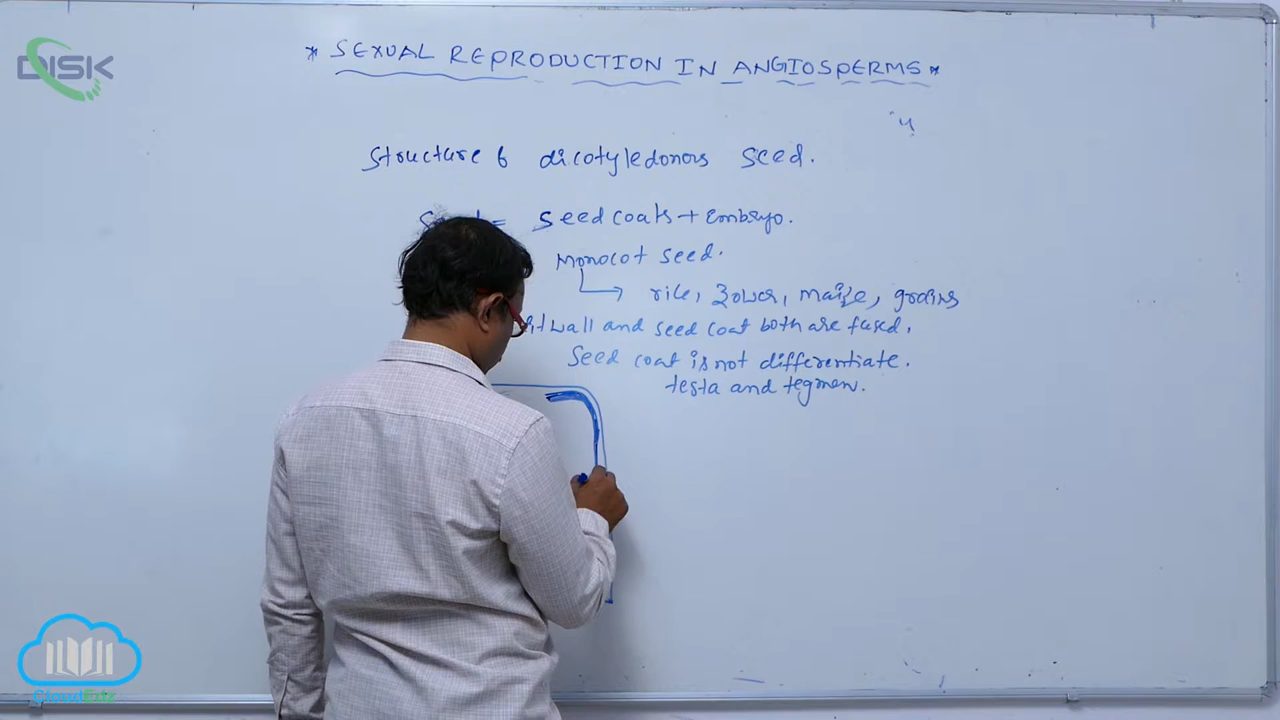 DISK
* SEXUAL REPRODUCTION IN ANGIOSPERMS *
Structure of dicotyledonous seed.
= Seed coats + Embryo.
Monocot seed.
rice, maize, grains
wall and seed coat both are fused.
Seed coat is not differentiate.
testa and tegmen.
CloudEdz